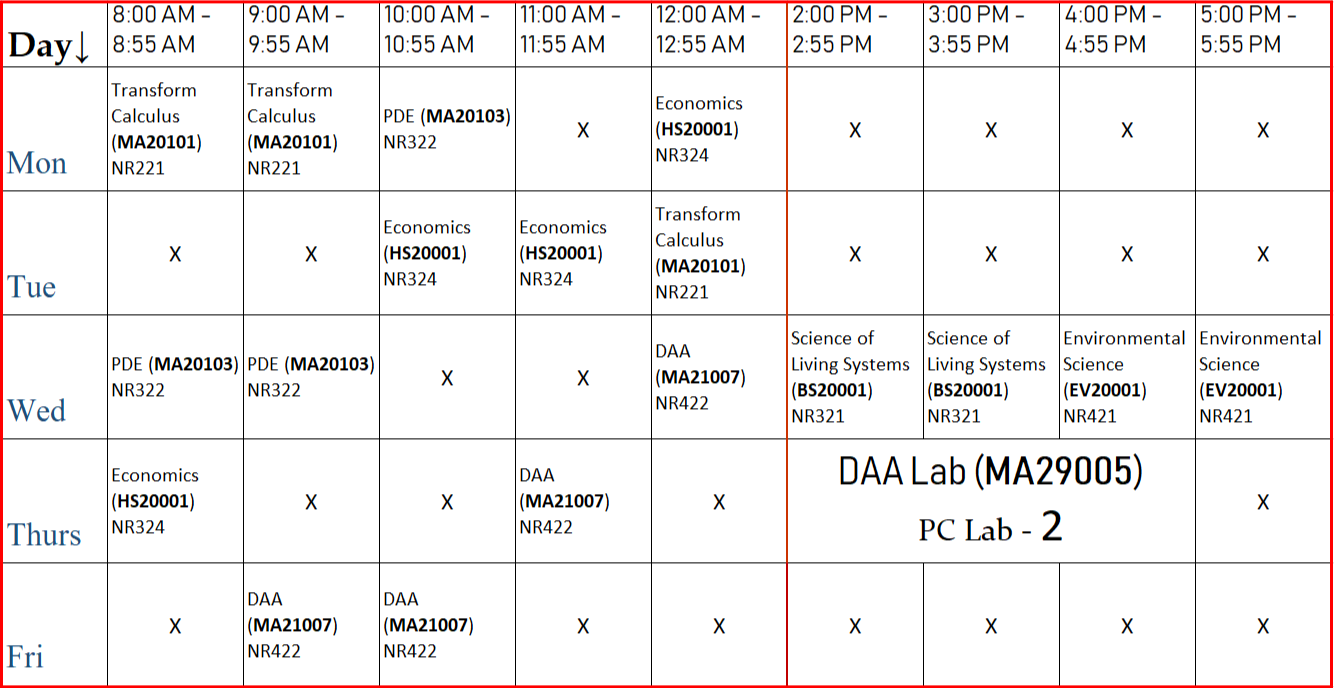 Day↓
8:00 AM –
8:55 AM
9:00 AM –
9:55 AM
10:00 AM –
10:55 AM
11:00 AM –
11:55 AM
12:00 AM –
12:55 AM
2:00 PM –
2:55 PM
3:00 PM –
3:55 PM
4:00 PM –
4:55 PM
5:00 PM –
5:55 PM
Mon
Transform
Calculus
(MA20101)
NR221
Transform
Calculus
(MA20101)
NR221
PDE (MA20103)
NR322
X
Economics
(HS20001)
NR324
X
X
X
X
Tue
X
X
Economics
(HS20001)
NR324
Economics
(HS20001)
NR324
Transform
Calculus
(MA20101)
NR221
X
X
X
X
Wed
PDE (MA20103)
NR322
PDE (MA20103)
NR322
X
X
DAA
(MA21007)
NR422
Science of
Living Systems
(BS20001)
NR321
Science of
Living Systems
(BS20001)
NR321
Environmental
Science
(EV20001)
NR421
Environmental
Science
(EV20001)
NR421
Thurs
Economics
(HS20001)
NR324
X
X
DAA
(MA21007)
NR422
X
DAA Lab (MA29005)
PC Lab - 2
X
Fri
X
DAA
(MA21007)
NR422
DAA
(MA21007)
NR422
X
X
X
X
X
X